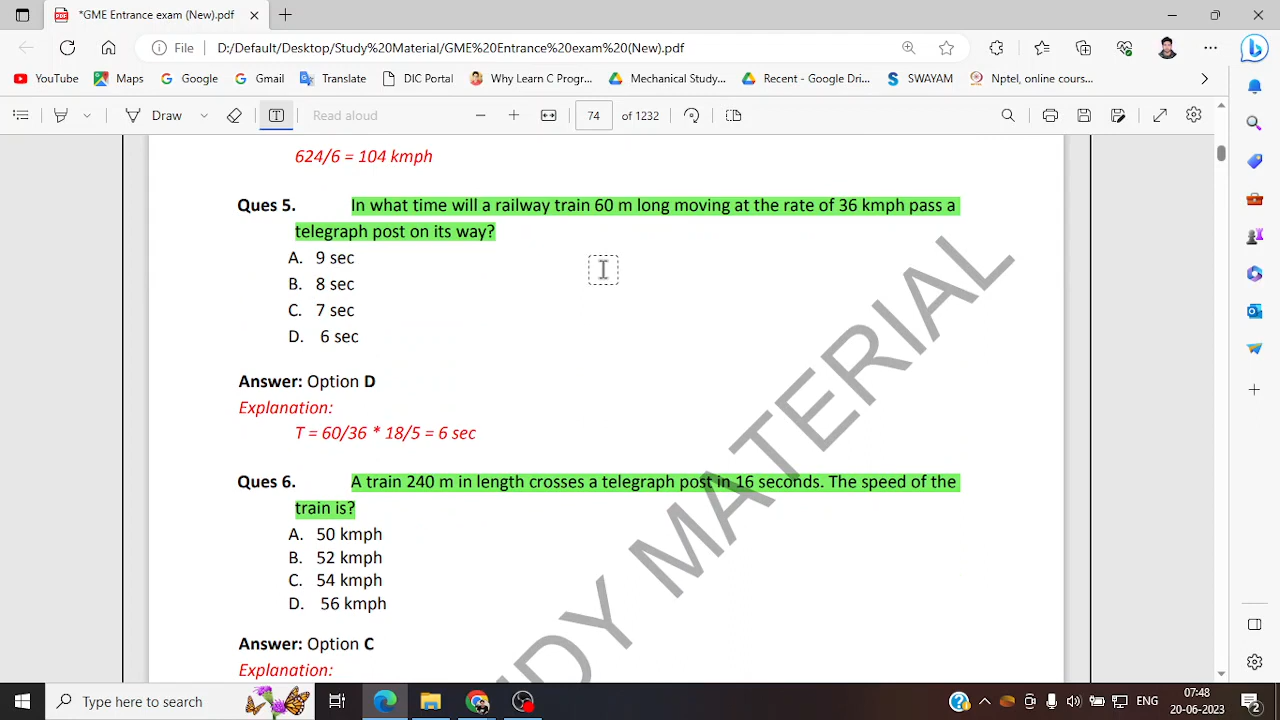 *GME Entrance exam (New).pdf
File D:/Default/Desktop/Study%20Material/GME%20Entrance%20exam%20(New).pdf
YouTube Maps Google Gmail Translate DIC Portal Why Learn C Progr... Mechanical Study... Recent - Google Dri... SWAYAM Nptel, online cours...
Draw Read aloud 74 of 1232
624/6 = 104 kmph
Ques 5. In what time will a railway train 60 m long moving at the rate of 36 kmph pass a
telegraph post on its way?
A. 9 sec
B. 8 sec
C. 7 sec
D. 6 sec
Answer: Option D
Explanation:
T = 60/36 * 18/5 = 6 sec
Ques 6. A train 240 m in length crosses a telegraph post in 16 seconds. The speed of the
train is?
A. 50 kmph
B. 52 kmph
C. 54 kmph
D. 56 kmph
Answer: Option C
Explanation:
UDY MATERIAL
Type here to search
ENG
07:48
20-06-2023
2